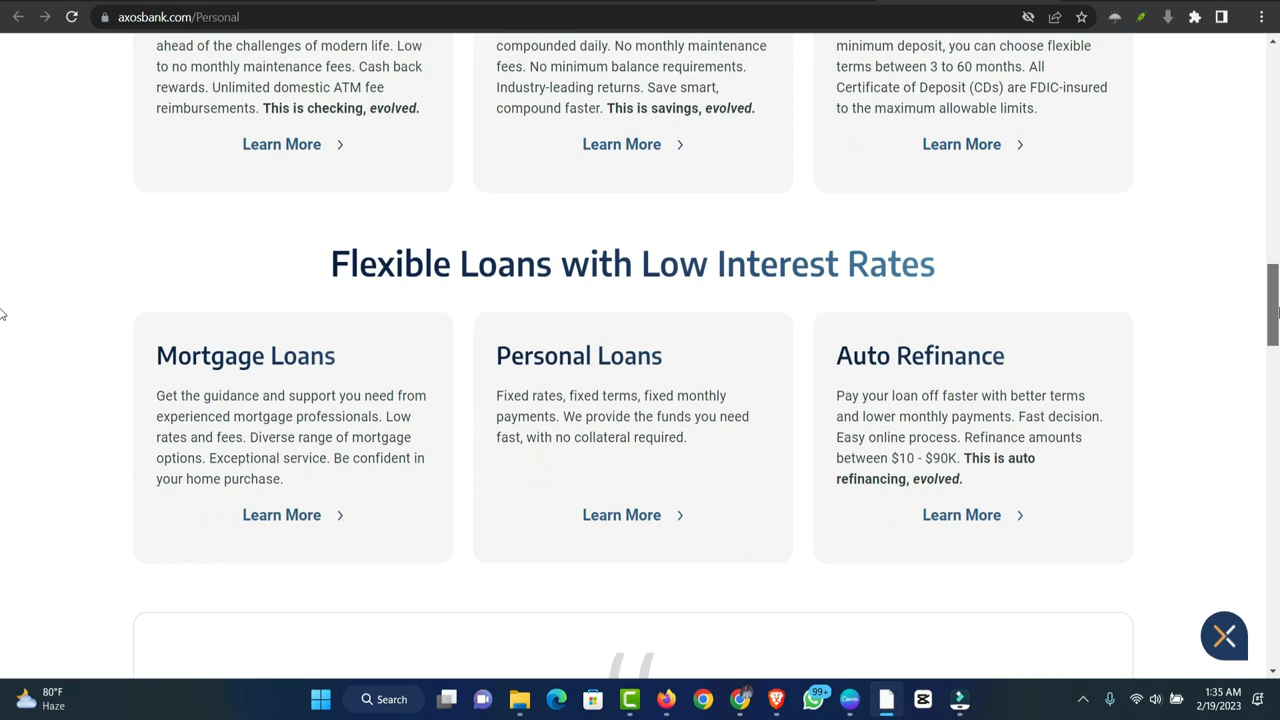 axosbank.com/Personal
ahead of the challenges of modern life. Low
to no monthly maintenance fees. Cash back
rewards. Unlimited domestic ATM fee
reimbursements. This is checking, evolved.
Learn More
compounded daily. No monthly maintenance
fees. No minimum balance requirements.
Industry-leading returns. Save smart,
compound faster. This is savings, evolved.
Learn More
minimum deposit, you can choose flexible
terms between 3 to 60 months. All
Certificate of Deposit (CDs) are FDIC-insured
to the maximum allowable limits.
Learn More
Flexible Loans with Low Interest Rates
Mortgage Loans
Get the guidance and support you need from
experienced mortgage professionals. Low
rates and fees. Diverse range of mortgage
options. Exceptional service. Be confident in
your home purchase.
Learn More
Personal Loans
Fixed rates, fixed terms, fixed monthly
payments. We provide the funds you need
fast, with no collateral required.
Learn More
Auto Refinance
Pay your loan off faster with better terms
and lower monthly payments. Fast decision.
Easy online process. Refinance amounts
between $10 - $90K. This is auto
refinancing, evolved.
Learn More
“
80°F
Haze
Search
99+
1:35 AM
2/19/2023